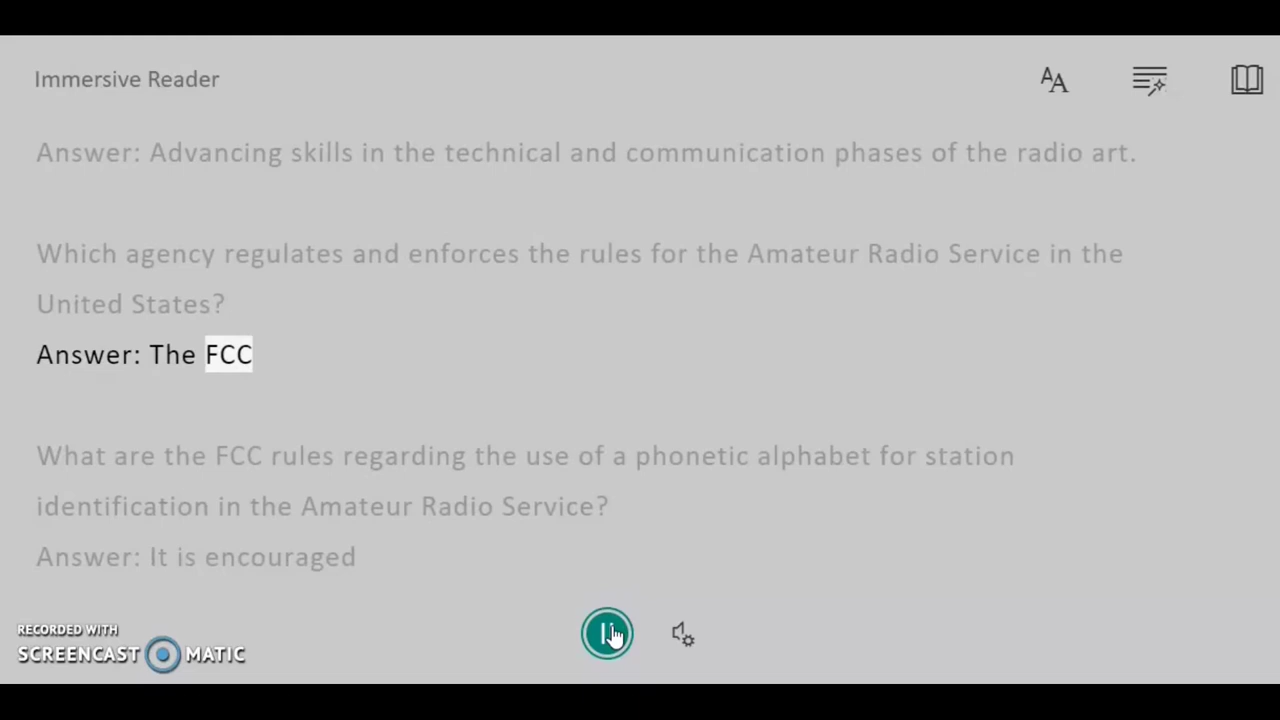 Immersive Reader
Answer: Advancing skills in the technical and communication phases of the radio art.
Which agency regulates and enforces the rules for the Amateur Radio Service in the
United States?
Answer: The FCC
What are the FCC rules regarding the use of a phonetic alphabet for station
identification in the Amateur Radio Service?
Answer: It is encouraged
RECORDED WITH
SCREENCAST MATIC